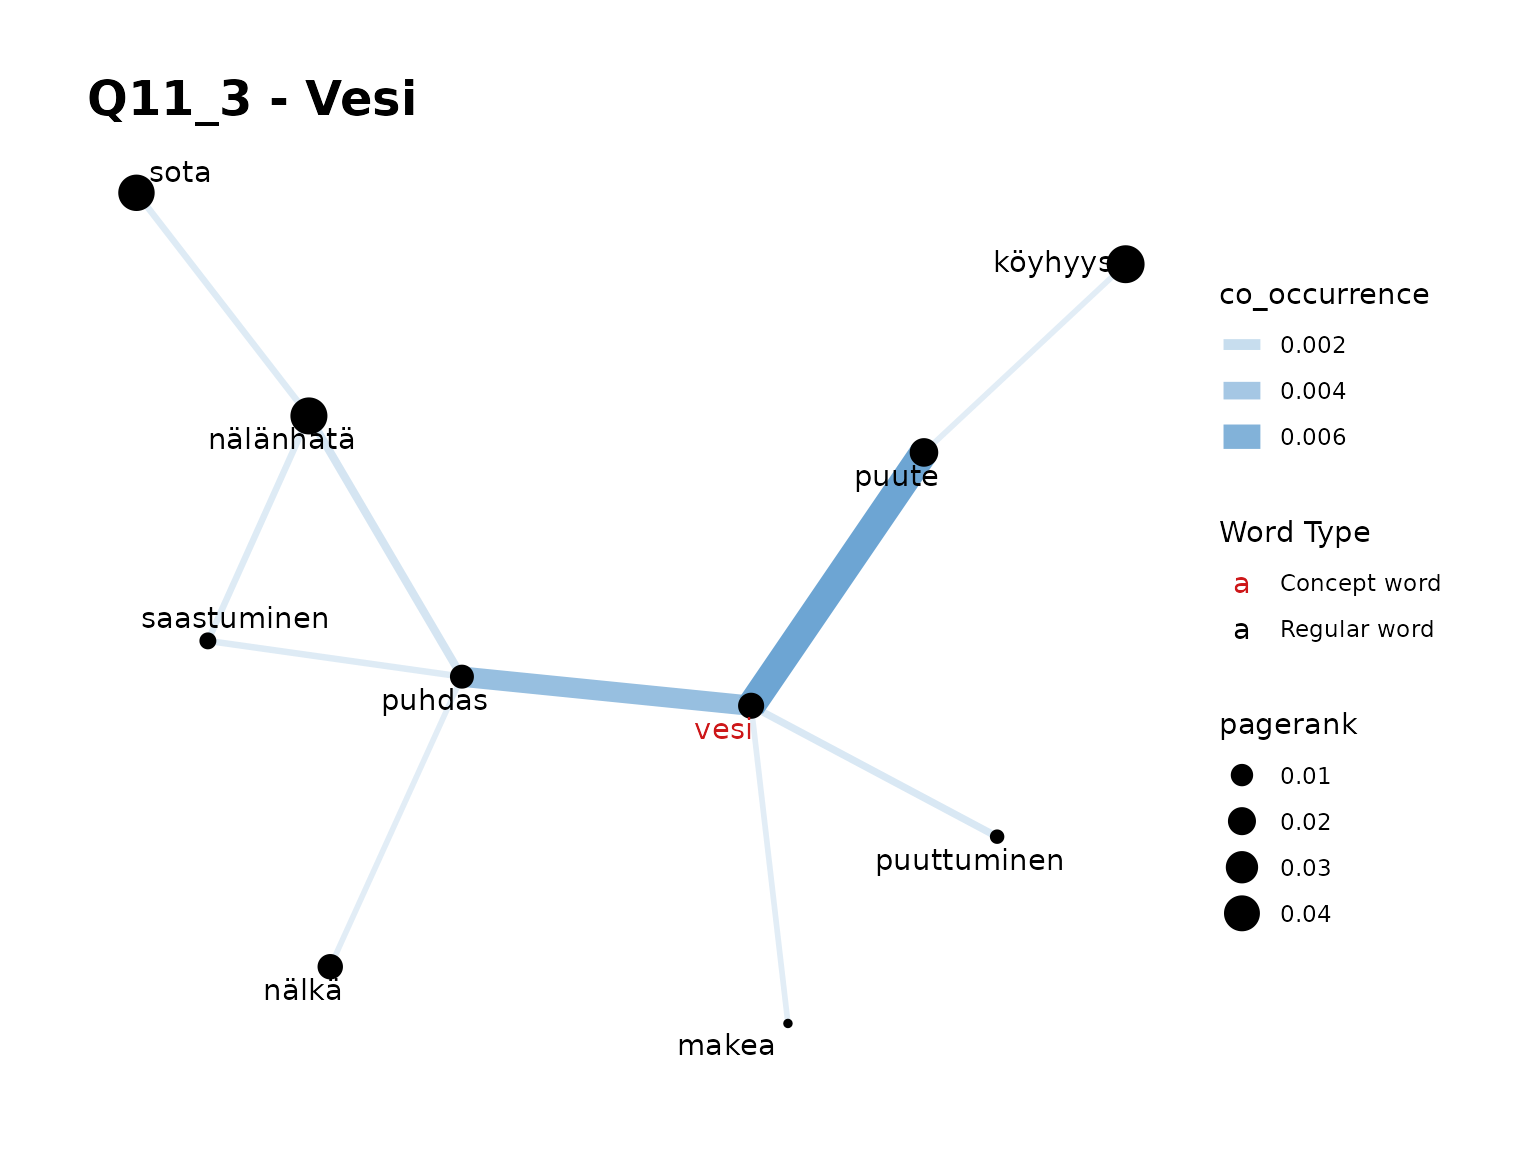 Q11_3 - Vesi
sota
köyhyys
nälänhätä
puute
saastuminen
puhdas
vesi
puuttuminen
nälkä
makea
co_occurrence
0.002
0.004
0.006
Word Type
a Concept word
a Regular word
pagerank
0.01
0.02
0.03
0.04